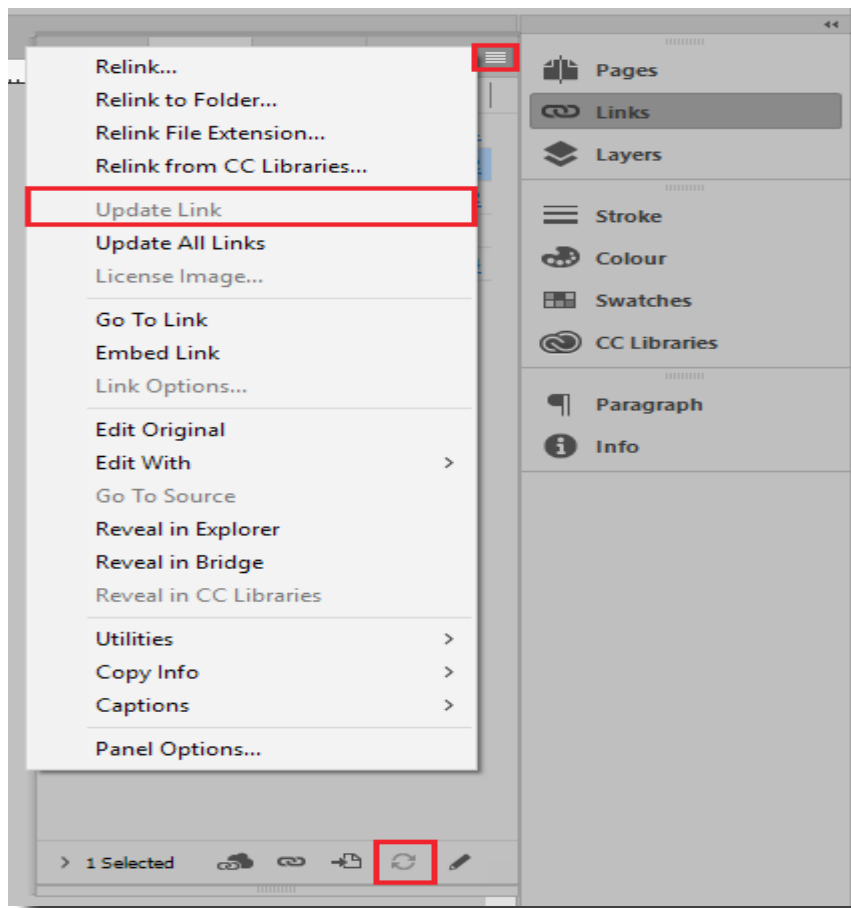 Relink...
Relink to Folder...
Relink File Extension...
Relink from CC Libraries...
Update Link
Update All Links
License Image...
Go To Link
Embed Link
Link Options...
Edit Original
Edit With
Go To Source
Reveal in Explorer
Reveal in Bridge
Reveal in CC Libraries
Utilities
Copy Info
Captions
Panel Options...
1 Selected
Pages
Links
Layers
Stroke
Colour
Swatches
CC Libraries
Paragraph
Info